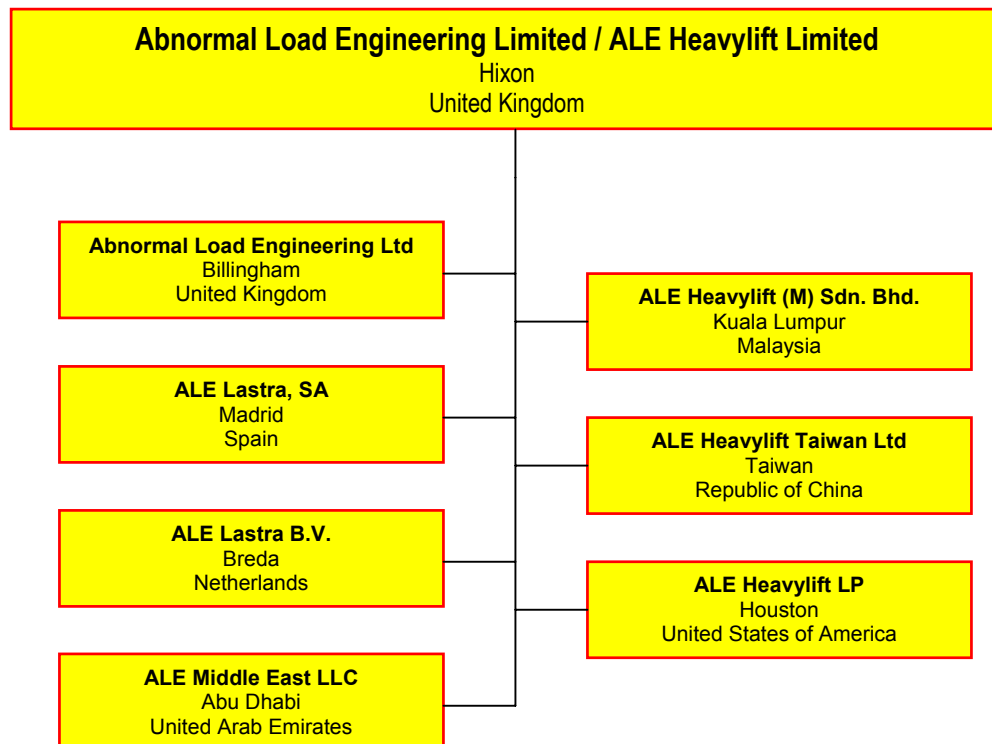 Abnormal Load Engineering Limited / ALE Heavylift Limited
Hixon
United Kingdom
Abnormal Load Engineering Ltd
Billingham
United Kingdom
ALE Lastra, SA
Madrid
Spain
ALE Lastra B.V.
Breda
Netherlands
ALE Middle East LLC
Abu Dhabi
United Arab Emirates
ALE Heavylift (M) Sdn. Bhd.
Kuala Lumpur
Malaysia
ALE Heavylift Taiwan Ltd
Taiwan
Republic of China
ALE Heavylift LP
Houston
United States of America